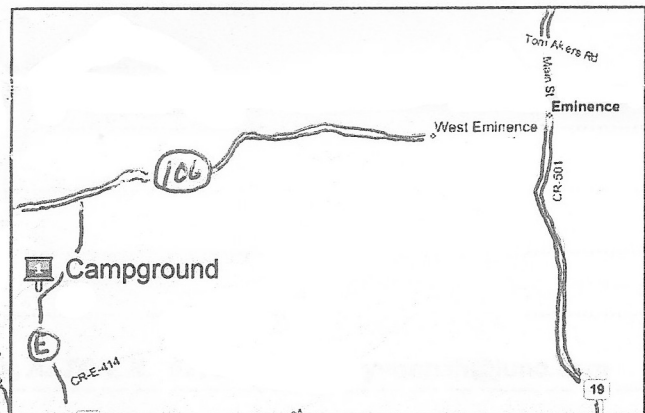 Tom Akers Rd
Main St
Eminence
West Eminence
106
CR-501
Campground
E
CR-E-414
19